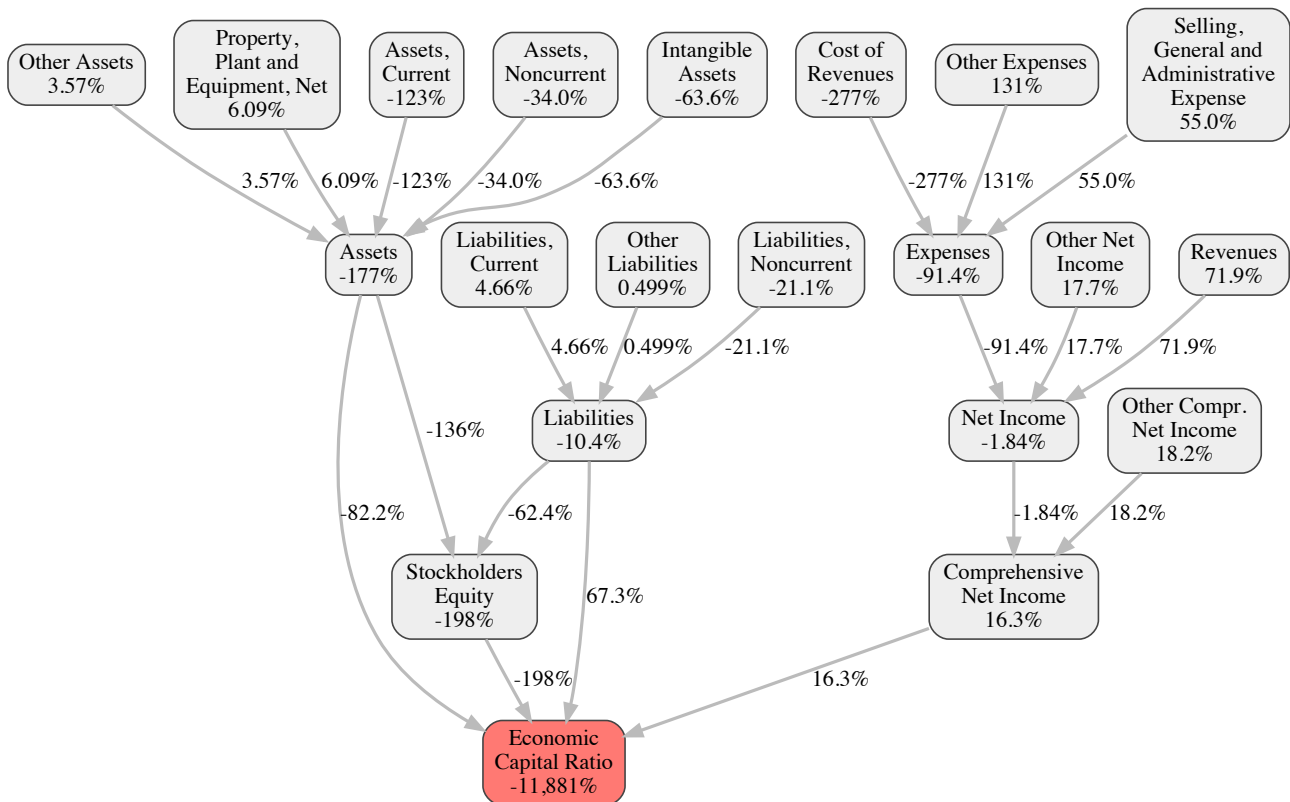 Other Assets
3.57%
Property,
Plant and
Equipment, Net
6.09%
Assets,
Current
-123%
Assets,
Noncurrent
-34.0%
Intangible
Assets
-63.6%
Cost of
Revenues
-277%
Other Expenses
131%
Selling,
General and
Administrative
Expense
55.0%
3.57%
6.09%
-123%
-34.0%
-63.6%
-277%
131%
55.0%
Assets
-177%
Liabilities,
Current
4.66%
Other
Liabilities
0.499%
Liabilities,
Noncurrent
-21.1%
Expenses
-91.4%
Other Net
Income
17.7%
Revenues
71.9%
4.66%
0.499%
-21.1%
-91.4%
17.7%
71.9%
-136%
Liabilities
-10.4%
Net Income
-1.84%
Other Compr.
Net Income
18.2%
-82.2%
-62.4%
-1.84%
18.2%
Stockholders
Equity
-198%
67.3%
Comprehensive
Net Income
16.3%
-198%
16.3%
Economic
Capital Ratio
-11,881%